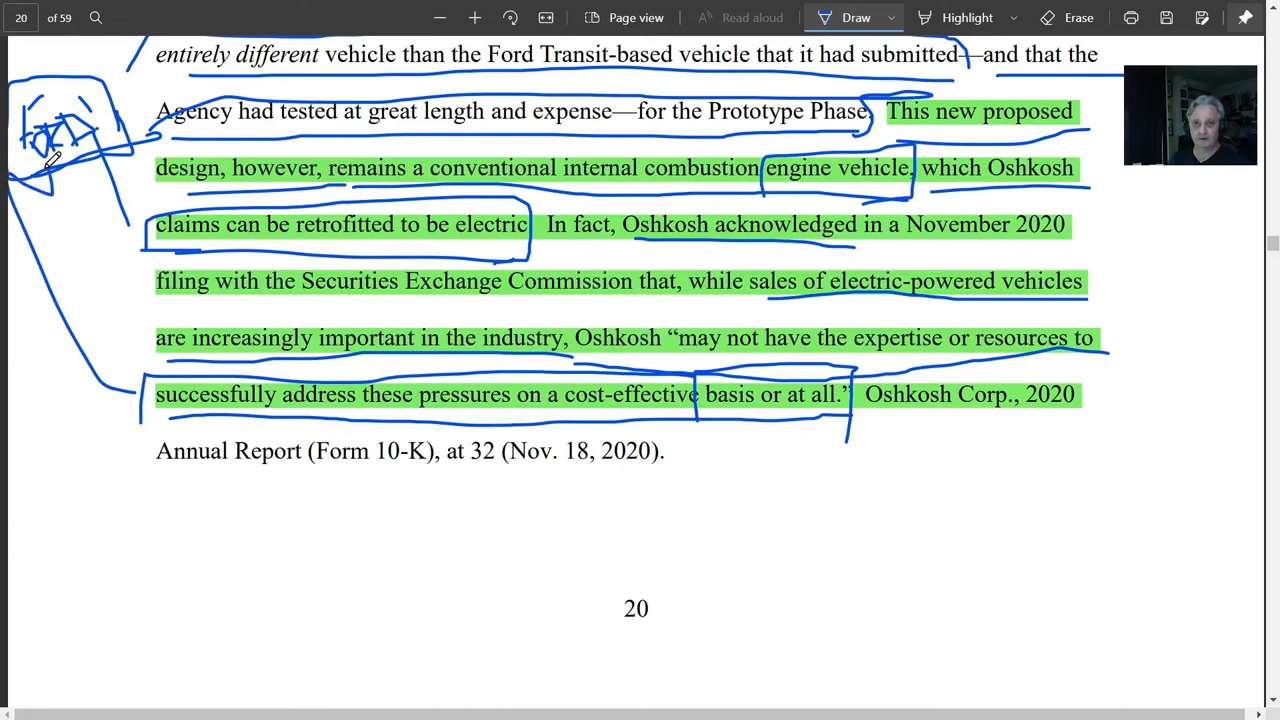 20 of 59 Page view Read aloud Draw Highlight Erase
entirely different vehicle than the Ford Transit-based vehicle that it had submitted—and that the
Agency had tested at great length and expense—for the Prototype Phase. This new proposed
design, however, remains a conventional internal combustion engine vehicle, which Oshkosh
claims can be retrofitted to be electric In fact, Oshkosh acknowledged in a November 2020
filing with the Securities Exchange Commission that, while sales of electric-powered vehicles
are increasingly important in the industry, Oshkosh “may not have the expertise or resources to
successfully address these pressures on a cost-effective basis or at all.” Oshkosh Corp., 2020
Annual Report (Form 10-K), at 32 (Nov. 18, 2020).
20